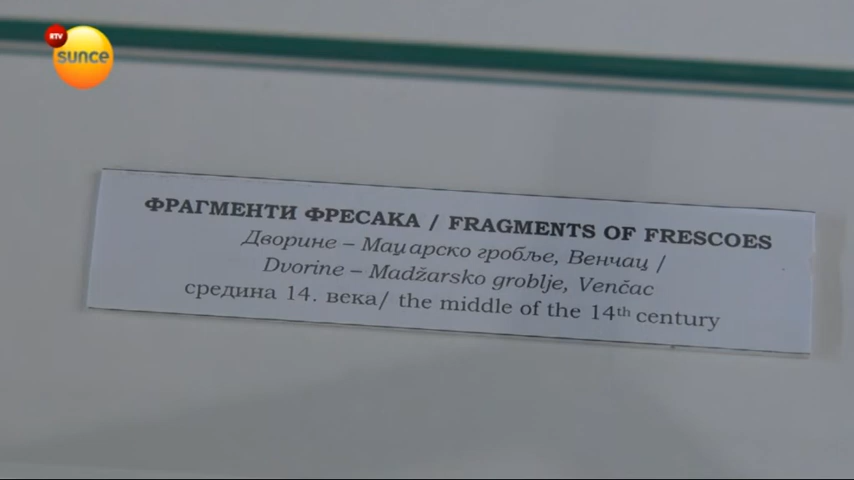 RTV
sunce
ФРАГМЕНТИ ФРЕСАКА / FRAGMENTS OF FRESCOES
Дворине – Маџарско гробље, Венчац /
Dvorine – Madžarsko groblje, Venčac
средина 14. века/ the middle of the 14th century